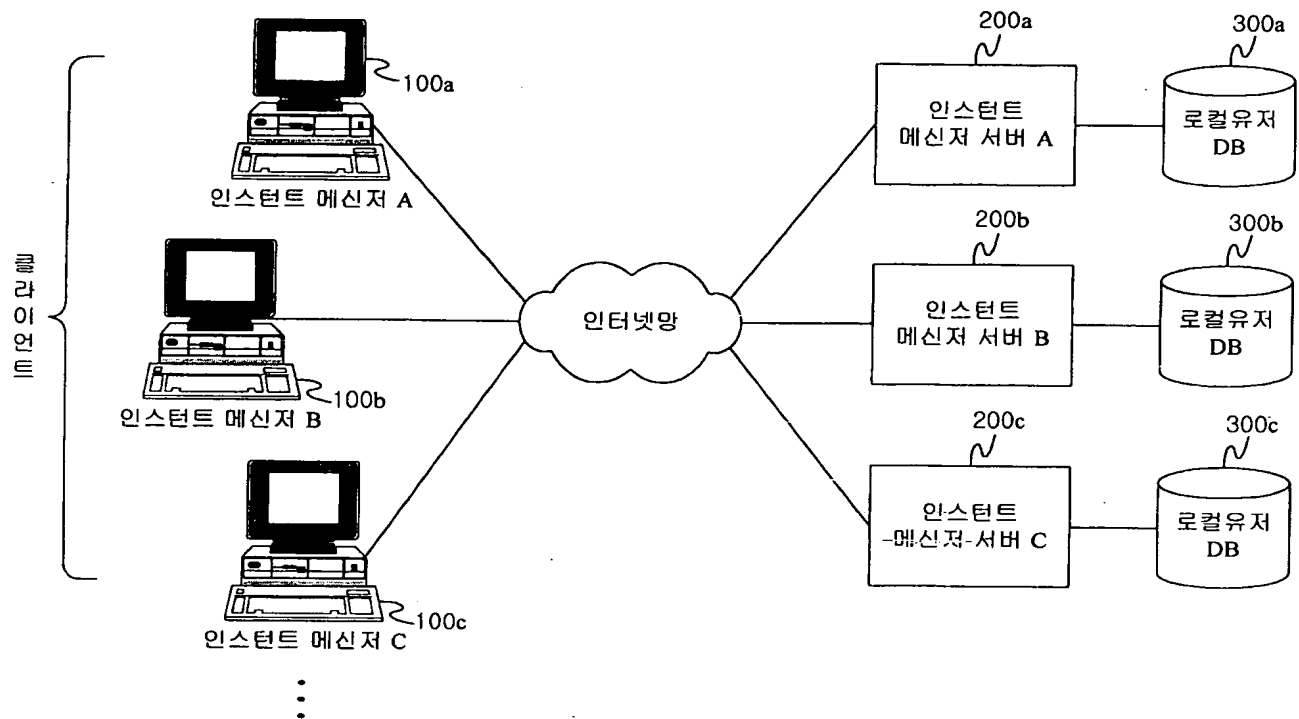 클라이언트
100a
인스턴트 메신저 A
100b
인스턴트 메신저 B
100c
인스턴트 메신저 C
인터넷망
200a
인스턴트
메신저 서버 A
300a
로컬유저
DB
200b
인스턴트
메신저 서버 B
300b
로컬유저
DB
200c
인스턴트
메신저 서버 C
300c
로컬유저
DB